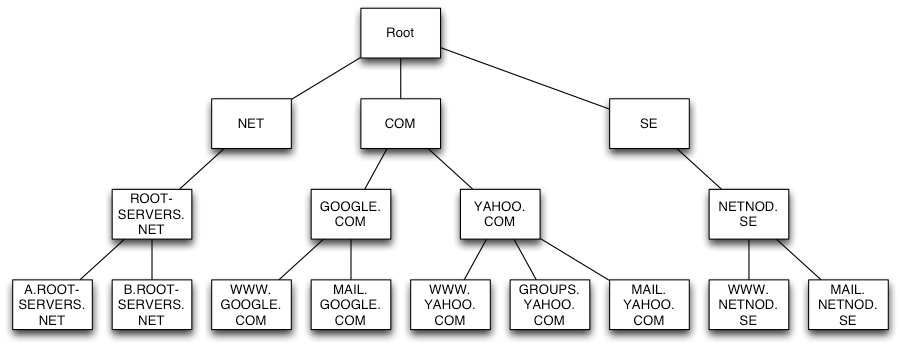 Root
NET
COM
SE
ROOT-
SERVERS.
NET
GOOGLE.
COM
YAHOO.
COM
NETNOD.
SE
A.ROOT-
SERVERS.
NET
B.ROOT-
SERVERS.
NET
WWW.
GOOGLE.
COM
MAIL.
GOOGLE.
COM
WWW.
YAHOO.
COM
GROUPS.
YAHOO.
COM
MAIL.
YAHOO.
COM
WWW.
NETNOD.
SE
MAIL.
NETNOD.
SE